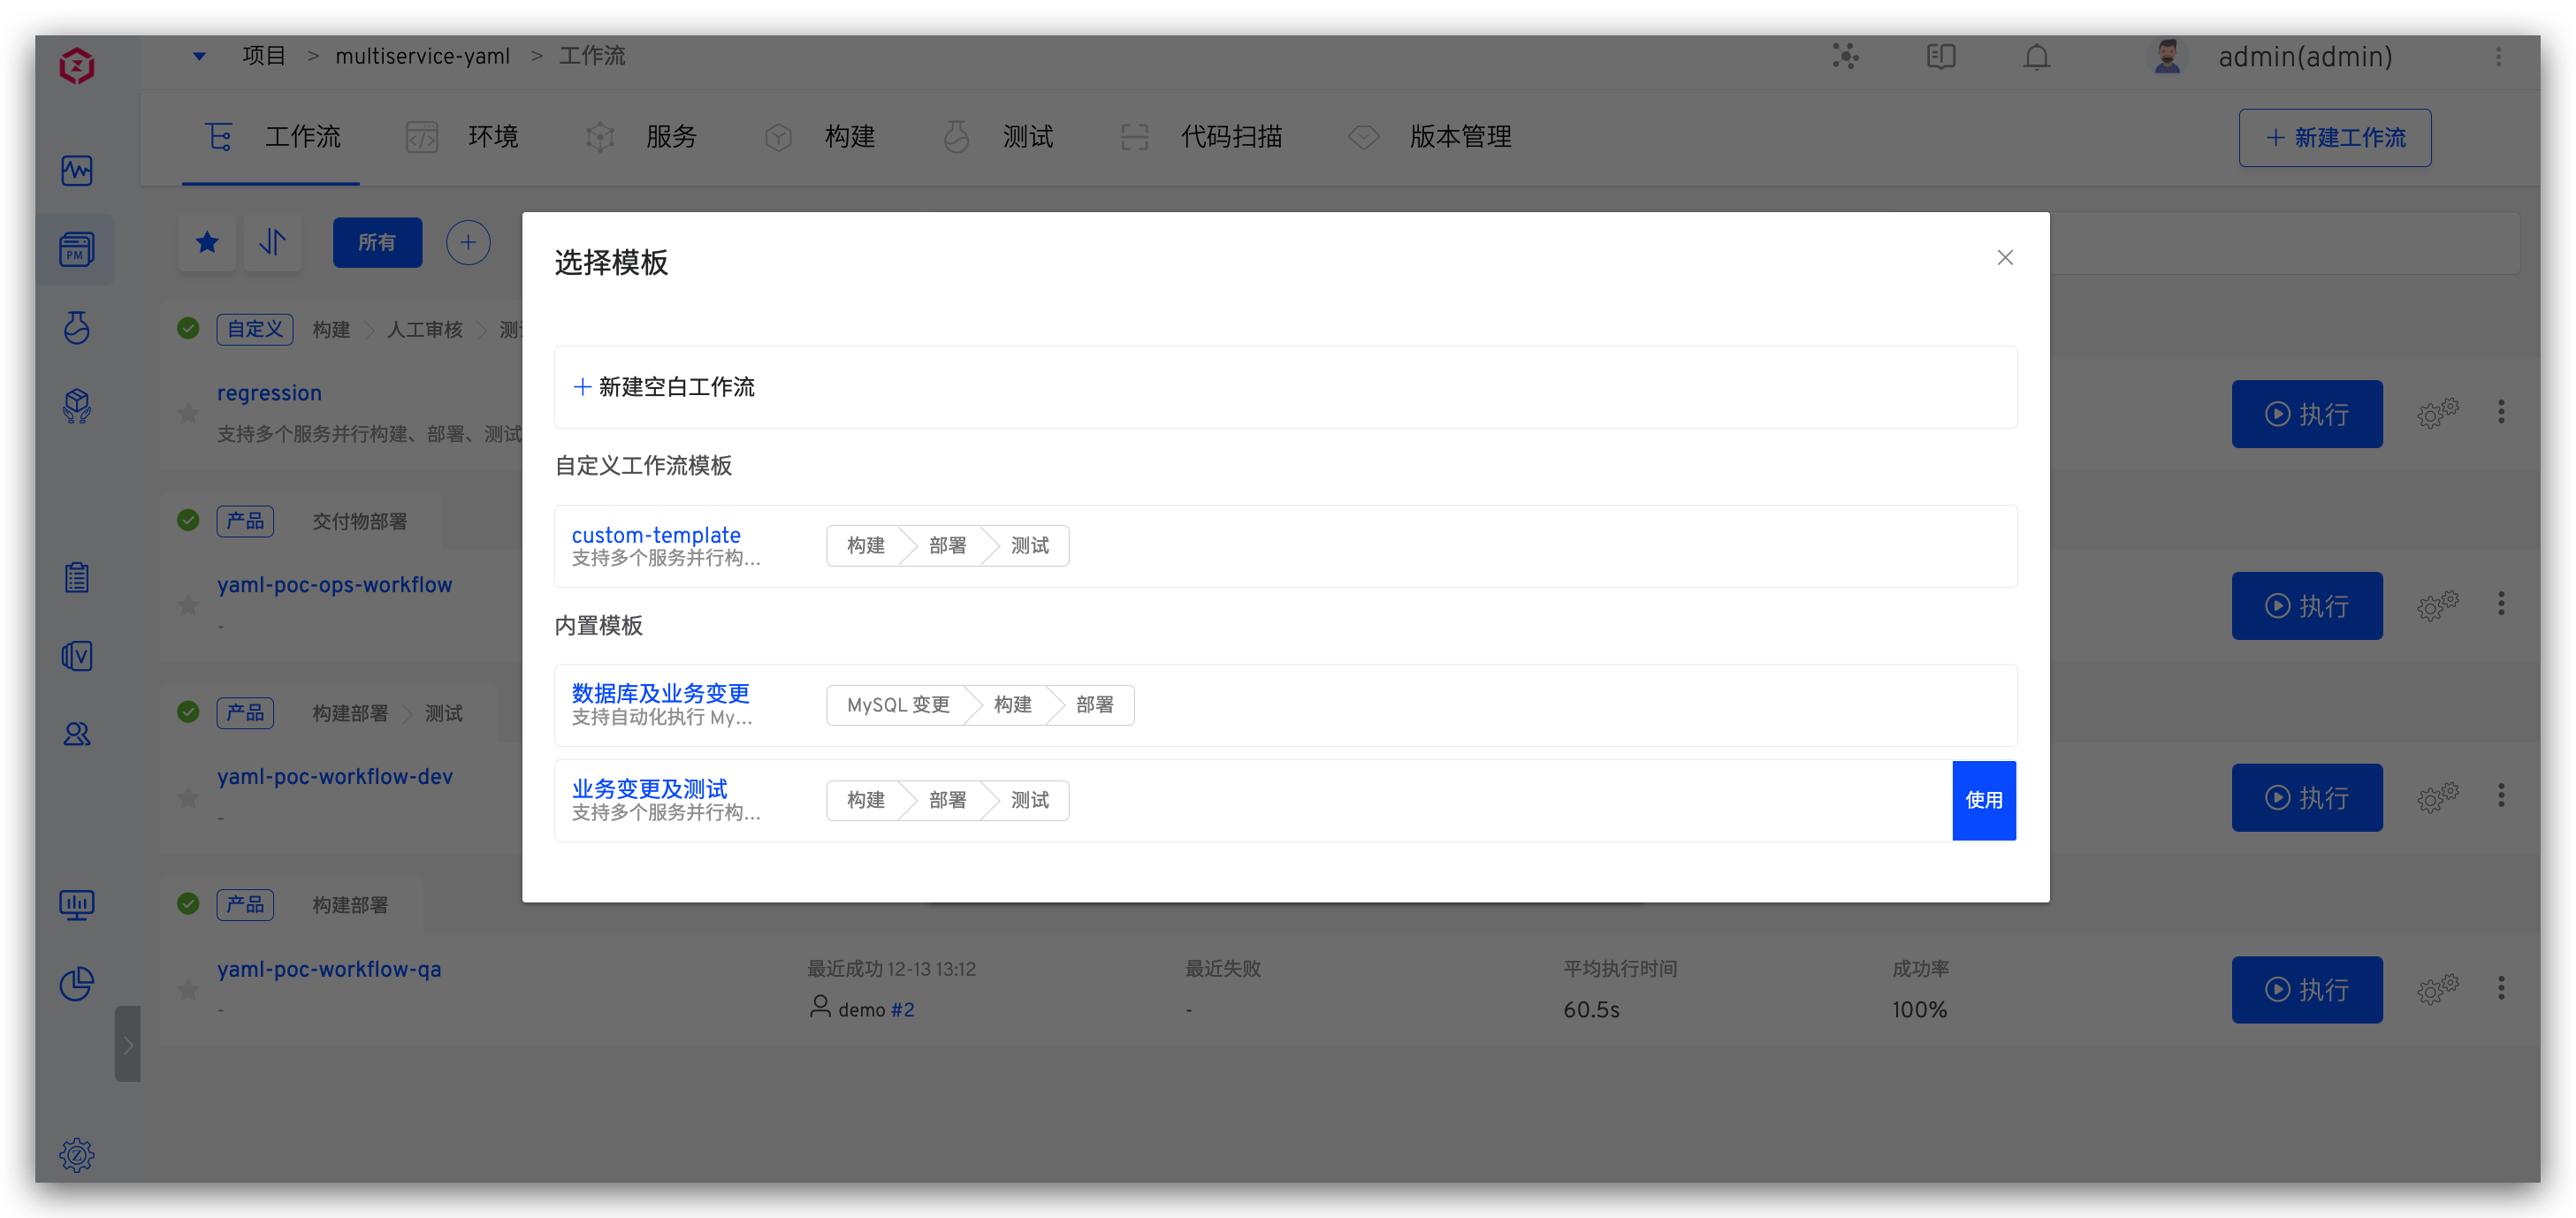 项目 > multiservice-yaml > 工作流
admin(admin)
工作流 环境 服务 构建 测试 代码扫描 版本管理
+ 新建工作流
PM
所有
选择模板
+ 新建空白工作流
自定义工作流模板
custom-template
支持多个服务并行构...
构建 部署 测试
内置模板
数据库及业务变更
支持自动化执行 My...
MySQL 变更 构建 部署
业务变更及测试
支持多个服务并行构...
构建 部署 测试
使用
自定义 构建 人工审核
regression
支持多个服务并行构建、部署、测试
执行
产品 交付物部署
yaml-poc-ops-workflow
-
执行
产品 构建部署 测试
yaml-poc-workflow-dev
-
执行
产品 构建部署
yaml-poc-workflow-qa
-
最近成功 12-13 13:12
demo #2
最近失败
-
平均执行时间
60.5s
成功率
100%
执行